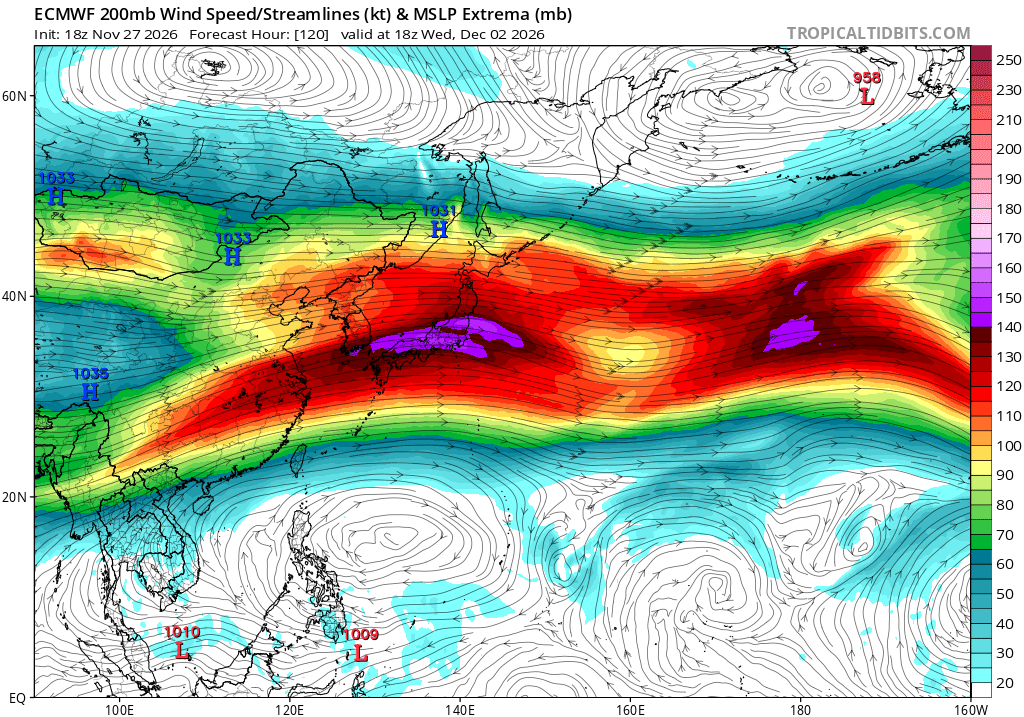 ECMWF 200mb Wind Speed/Streamlines (kt) & MSLP Extrema (mb)
Init: 18z Nov 27 2026 Forecast Hour: [120] valid at 18z Wed, Dec 02 2026
TROPICALTIDBITS.COM
60N
50N
40N
30N
20N
10N
EQ
100E
120E
140E
160E
180
160W
958
L
1033
H
1033
H
1031
H
1035
H
1010
L
1009
L
250
230
210
200
190
180
170
160
150
140
130
120
110
100
90
80
70
60
50
40
30
20